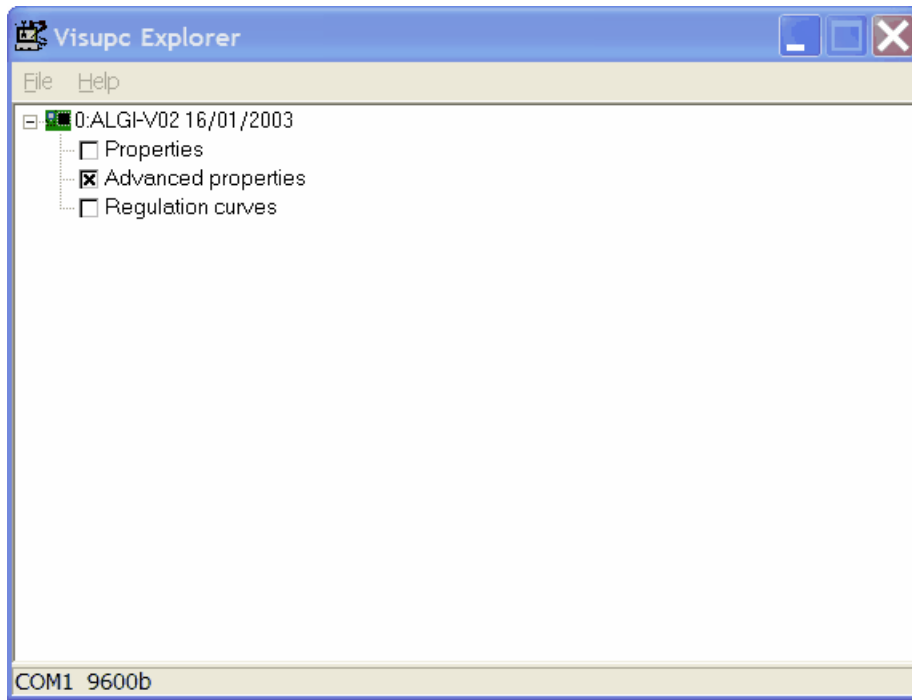 Visupc Explorer
File Help
0:ALGI-V02 16/01/2003
Properties
Advanced properties
Regulation curves
COM1 9600b